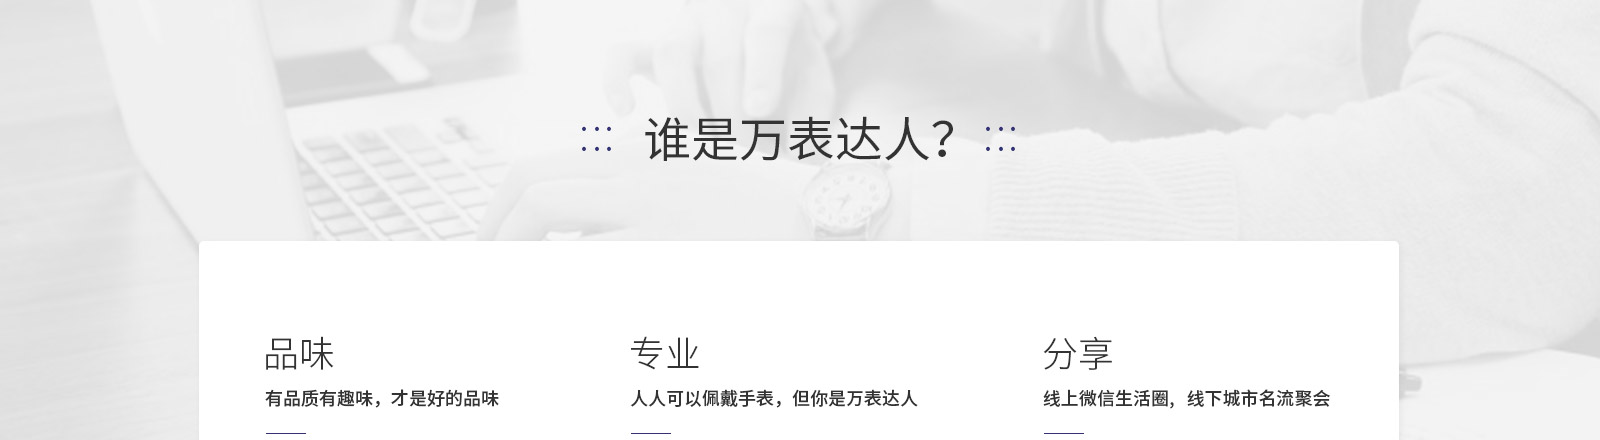 谁是万表达人?
品味
有品质有趣味，才是好的品味
专业
人人可以佩戴手表，但你是万表达人
分享
线上微信生活圈，线下城市名流聚会